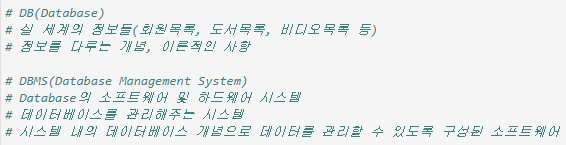 # DB(Database)
# 실 세계의 정보들(회원목록, 도서목록, 비디오목록 등)
# 정보를 다루는 개념, 이론적인 사항
# DBMS(Database Management System)
# Database의 소프트웨어 및 하드웨어 시스템
# 데이터베이스를 관리해주는 시스템
# 시스템 내의 데이터베이스 개념으로 데이터를 관리할 수 있도록 구성된 소프트웨어